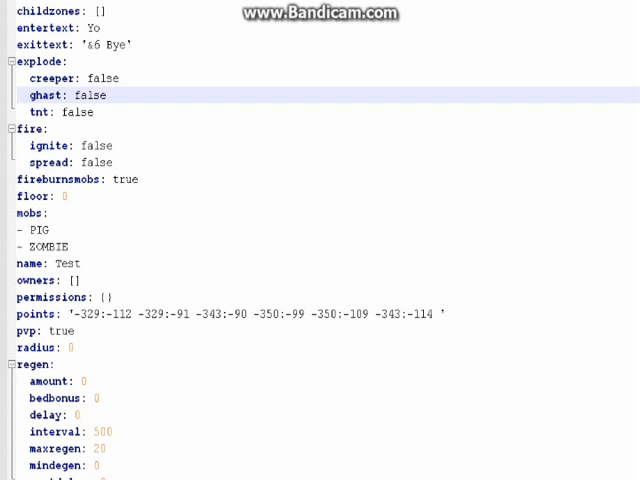 www.Bandicam.com
childzones: []
entertext: Yo
exittext: '&6 Bye'
explode:
creeper: false
ghast: false
tnt: false
fire:
ignite: false
spread: false
fireburnsmobs: true
floor: 0
mobs:
- PIG
- ZOMBIE
name: Test
owners: []
permissions: {}
points: '-329:-112 -329:-91 -343:-90 -350:-99 -350:-109 -343:-114 '
pvp: true
radius: 0
regen:
amount: 0
bedbonus: 0
delay: 0
interval: 500
maxregen: 20
mindegen: 0